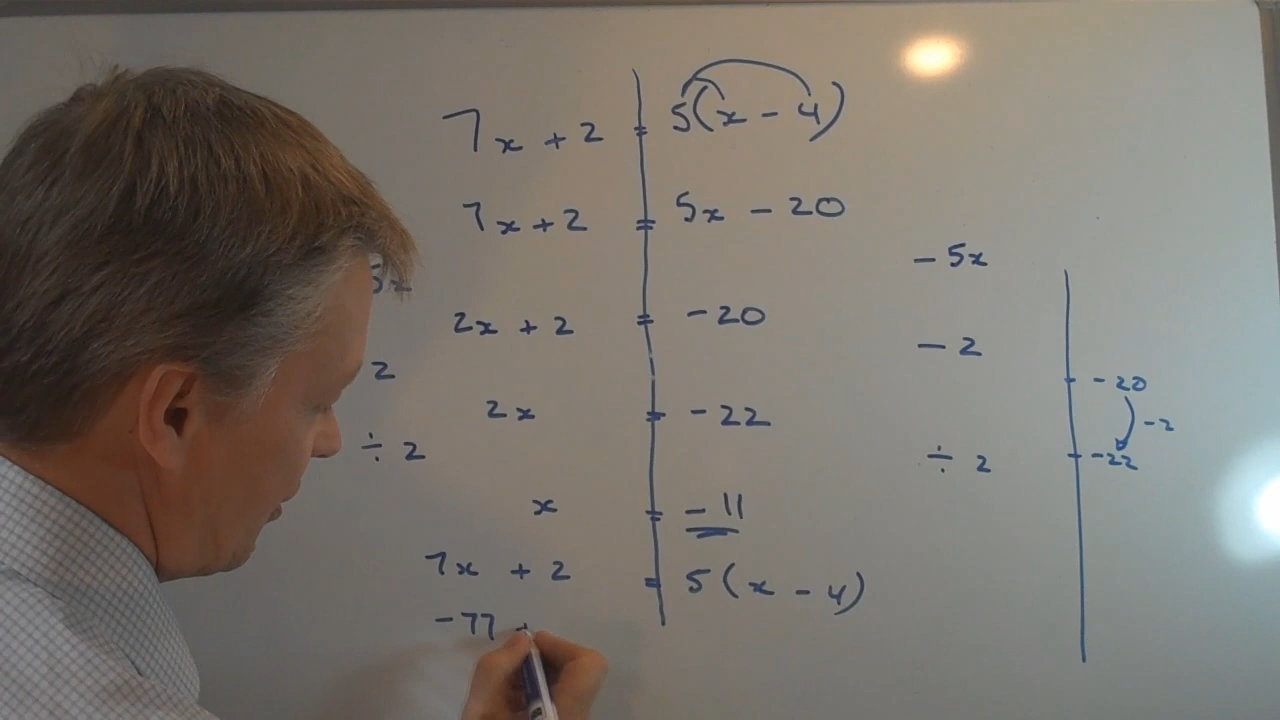 7x + 2 = 5(x - 4)
7x + 2 = 5x - 20
5x - 5x
2x + 2 = -20
2 - 2
-20
-2
2x = -22
÷ 2 ÷ 2
-22
x = -11
7x + 2 = 5(x - 4)
-77 +